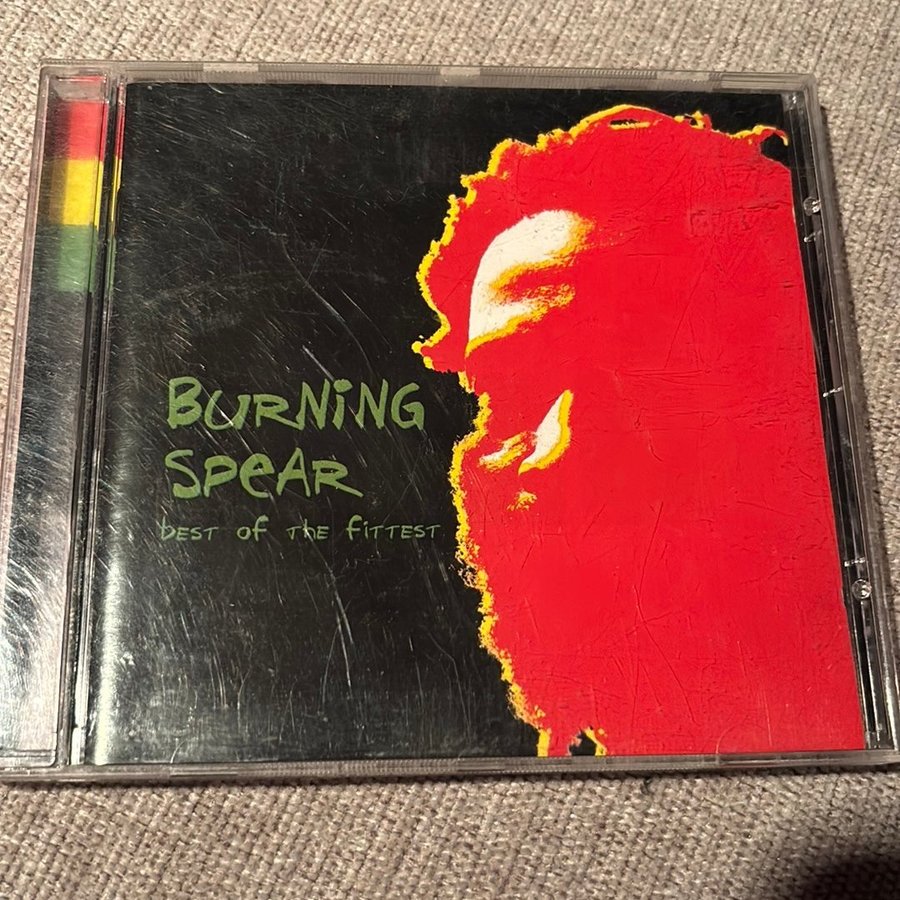 BURNiNG
SPeAR
best of the fittest